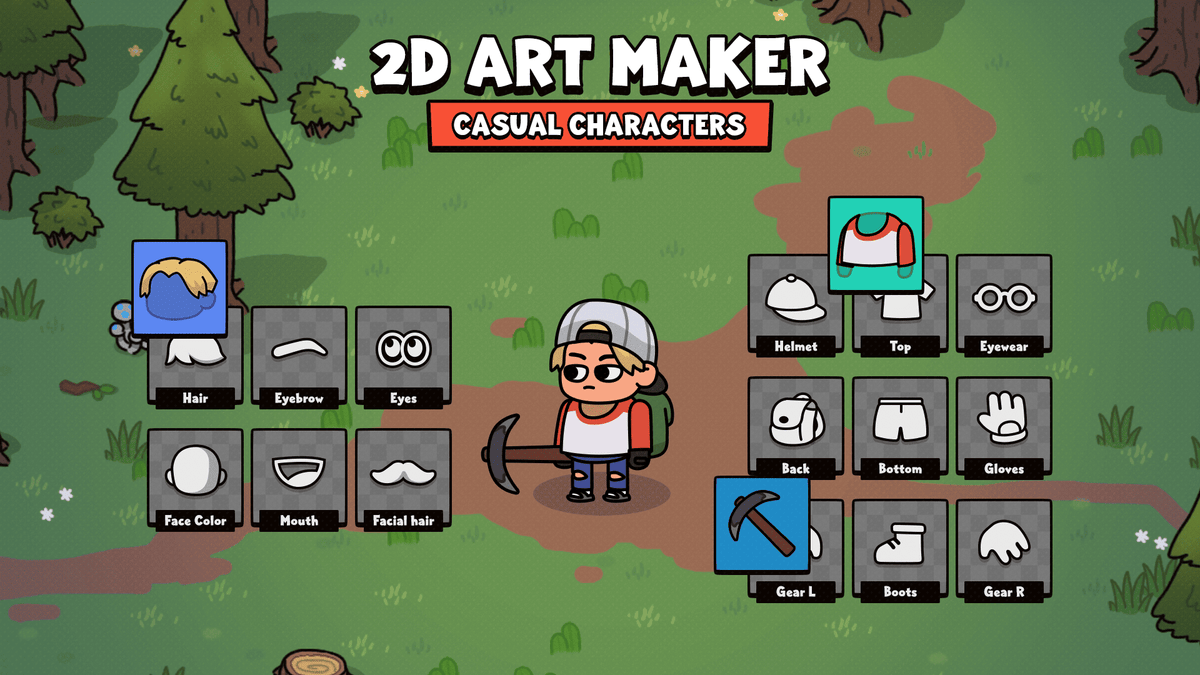 2D ART MAKER
CASUAL CHARACTERS
Hair
Eyebrow
Eyes
Face Color
Mouth
Facial hair
Helmet
Top
Eyewear
Back
Bottom
Gloves
Gear L
Boots
Gear R